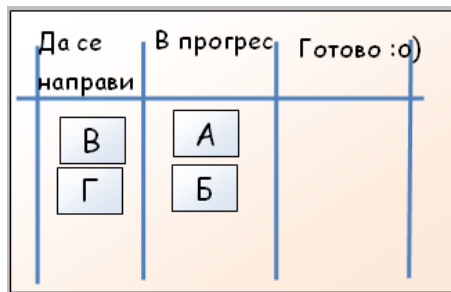 Да се
направи
В прогрес
Готово :о)
В
А
Г
Б